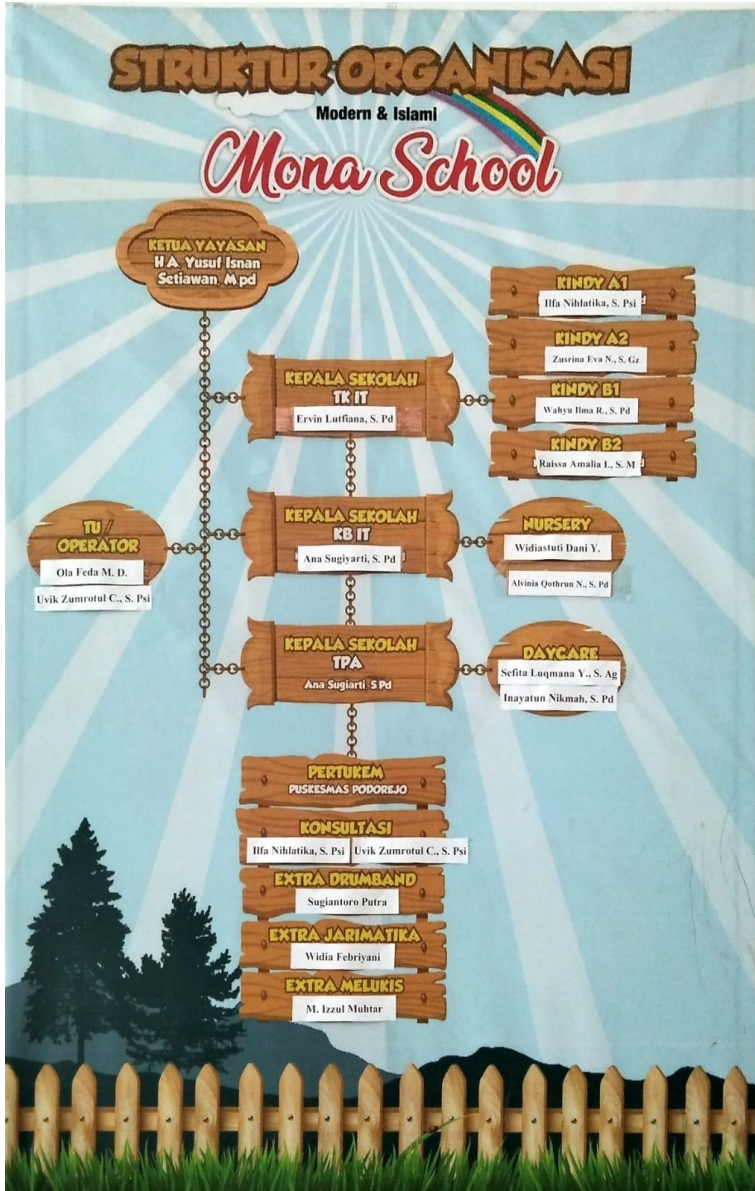 STRUKTUR ORGANISASI
Modern & Islami
Mona School
KETUA YAYASAN
H.A. Yusuf Isnan
Setiawan, M pd
KINDY A1
Ilfa Nihlatika, S. Psi
KINDY A2
Zusrina Eva N., S. Gz
KINDY B1
Wahyu Ilma R., S. Pd
KINDY B2
Raissa Amalia I., S. M
KEPALA SEKOLAH
TK IT
Ervin Lutfiana, S. Pd
TU /
OPERATOR
Ola Feda M. D.
Uvik Zumrotul C., S. Psi
KEPALA SEKOLAH
KB IT
Ana Sugiyarti, S. Pd
NURSERY
Widiastuti Dani Y.
Alvinia Qothrun N., S. Pd
KEPALA SEKOLAH
TPA
Ana Sugiarti, S Pd
DAYCARE
Sefita Luqmana Y., S. Ag
Inayatun Nikmah, S. Pd
PERTUKEM
PUSKESMAS PODOREJO
KONSULTASI
Ilfa Nihlatika, S. Psi Uvik Zumrotul C., S. Psi
EXTRA DRUMBAND
Sugiantoro Putra
EXTRA JARIMATIKA
Widia Febriyani
EXTRA MELUKIS
M. Izzul Muhtar